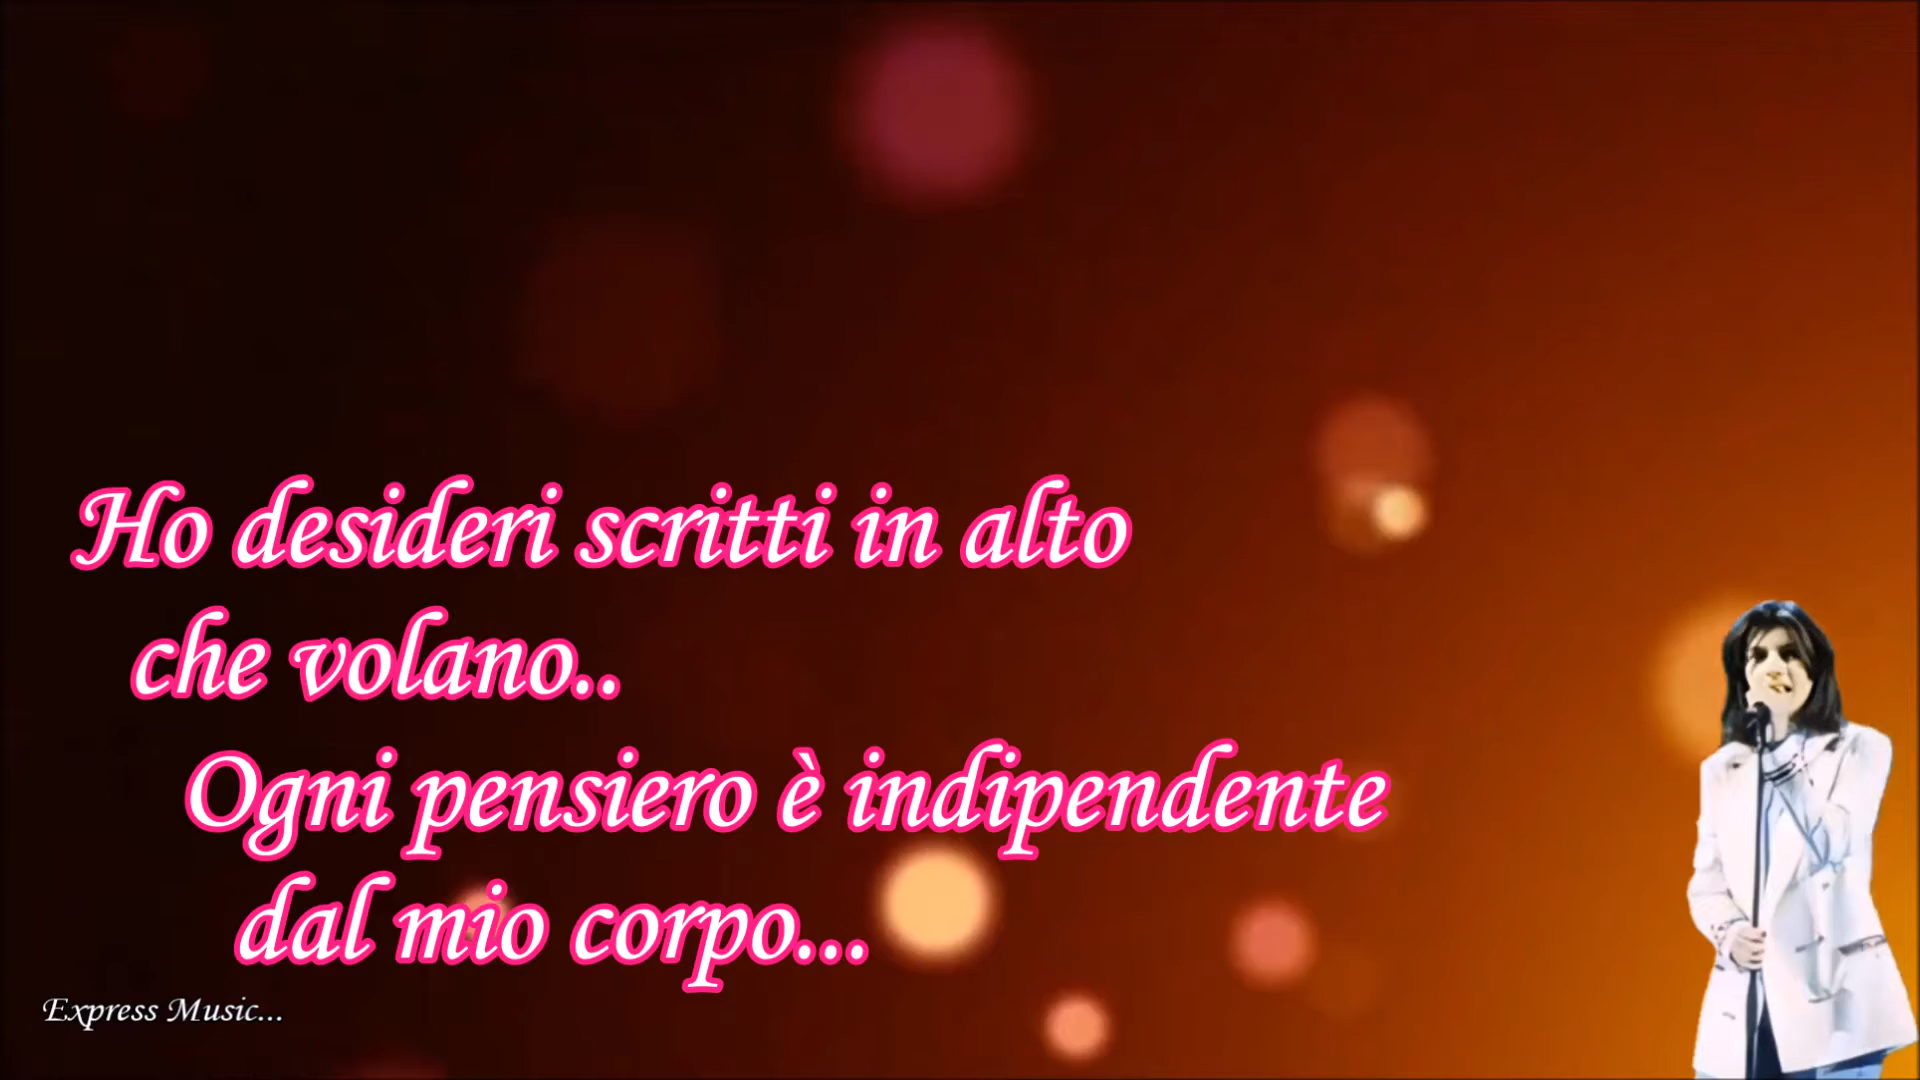 Ho desideri scritti in alto
che volano..
Ogni pensiero è indipendente
dal mio corpo...
Express Music...